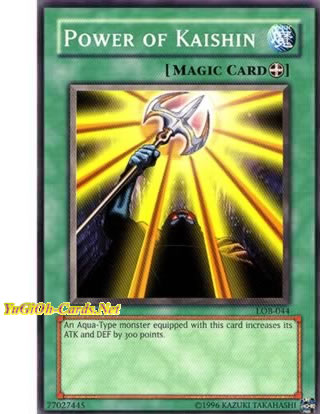 POWER OF KAISHIN 魔
[MAGIC CARD]
LOB-044
YuGiOh-Cards.Net
An Aqua-Type monster equipped with this card increases its
ATK and DEF by 300 points.
77027445 ©1996 KAZUKI TAKAHASHI